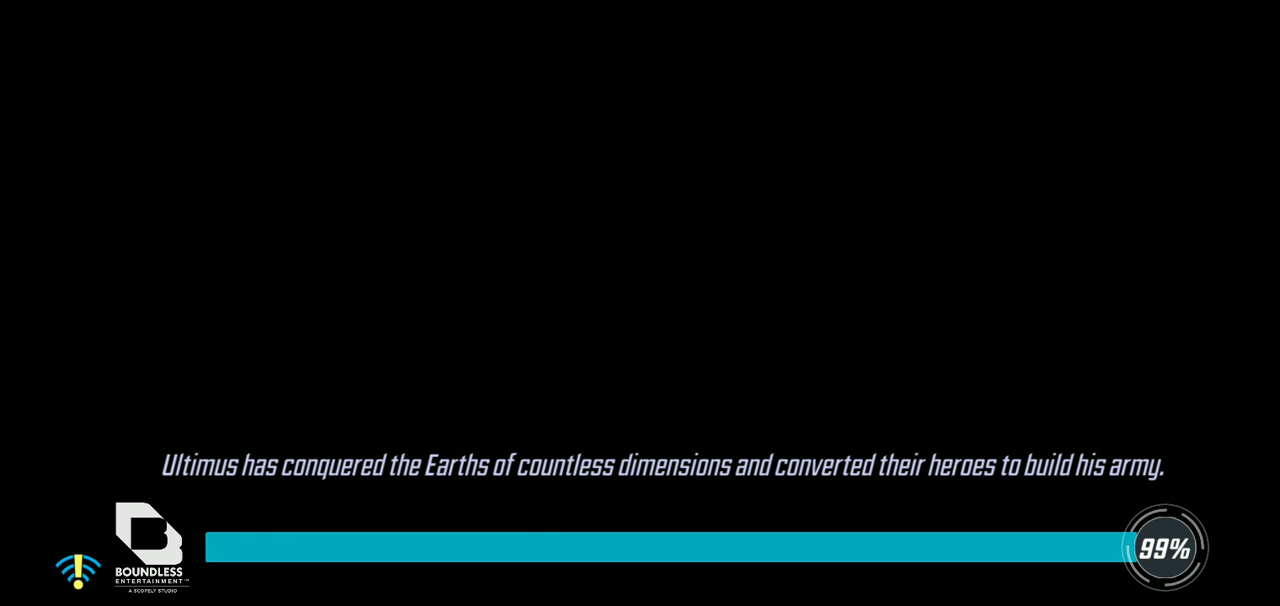 Ultimus has conquered the Earths of countless dimensions and converted their heroes to build his army.
99%
BOUNDLESS
ENTERTAINMENT™
A SCOPELY STUDIO